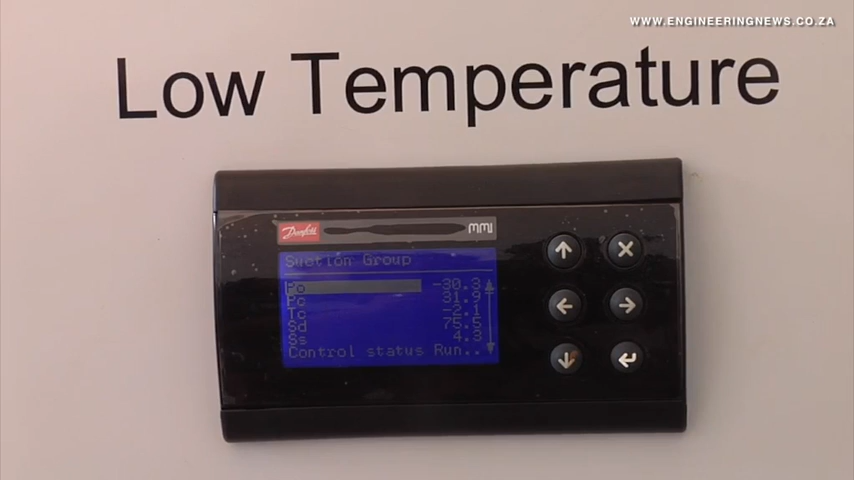 WWW.ENGINEERINGNEWS.CO.ZA
Low Temperature
Danfoss MMI
Suction Group
Po -30.3
Pc 31.9
Tc -2.1
Sd 75.5
Ss 4.3
Control status Run..